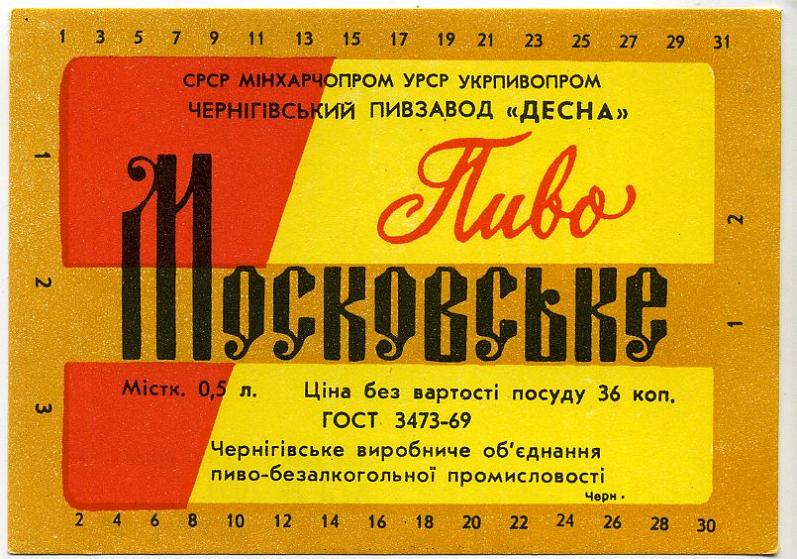 1 3 5 7 9 11 13 15 17 19 21 23 25 27 29 31
СРСР МІНХАРЧОПРОМ УРСР УКРПИВОПРОМ
ЧЕРНІГІВСЬКИЙ ПИВЗАВОД «ДЕСНА»
Пиво
Московське
Містк. 0,5 л. Ціна без вартості посуду 36 коп.
ГОСТ 3473-69
Чернігівське виробниче об'єднання
пиво-безалкогольної промисловості
Черн.
1
2
3
2
1
2 4 6 8 10 12 14 16 18 20 22 24 26 28 30